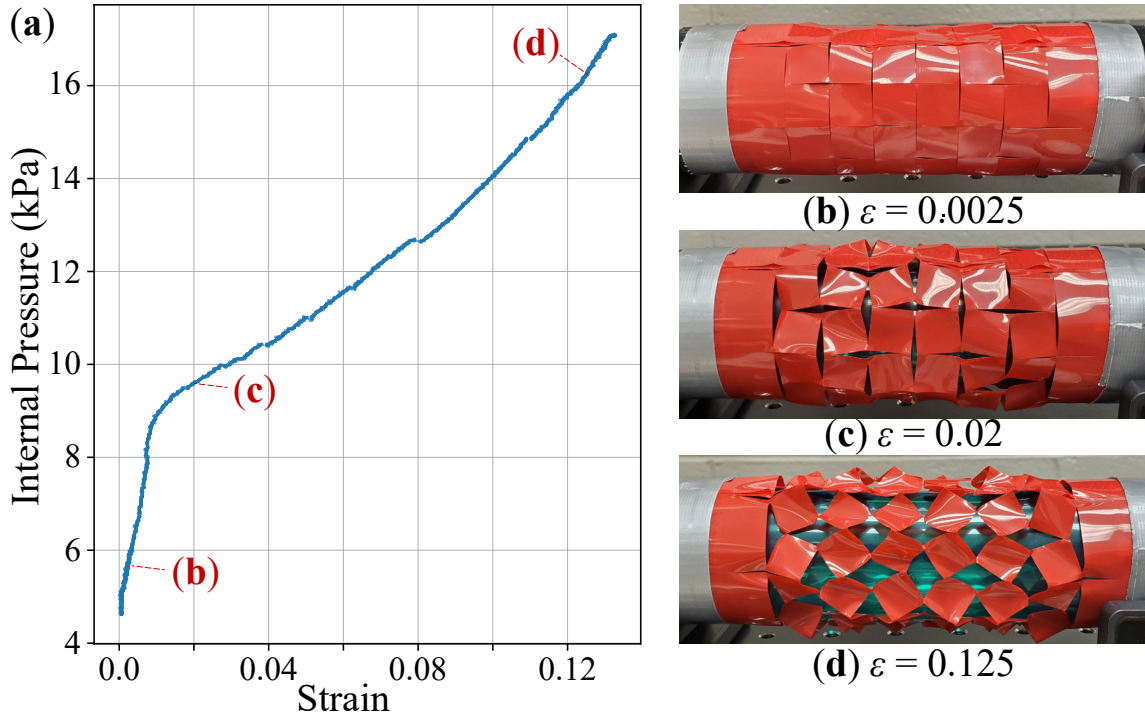 (a)
Internal Pressure (kPa)
16
14
12
10
8
6
4
0.0
0.04
0.08
0.12
Strain
(b)
(c)
(d)
(b) ε = 0.0025
(c) ε = 0.02
(d) ε = 0.125